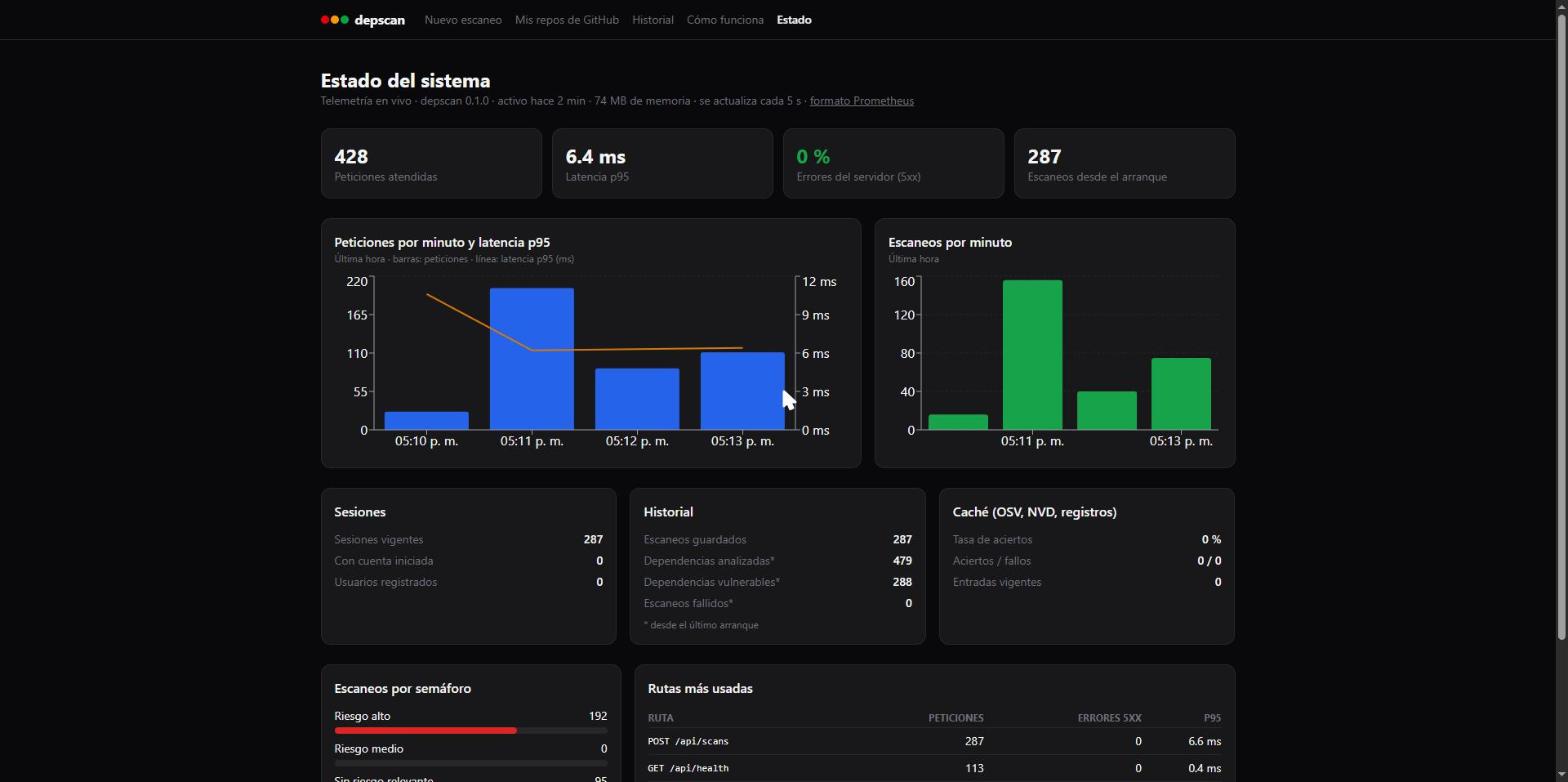 depscan Nuevo escaneo Mis repos de GitHub Historial Cómo funciona Estado
Estado del sistema
Telemetría en vivo · depscan 0.1.0 · activo hace 2 min · 74 MB de memoria · se actualiza cada 5 s · formato Prometheus
428
Peticiones atendidas
6.4 ms
Latencia p95
0 %
Errores del servidor (5xx)
287
Escaneos desde el arranque
Peticiones por minuto y latencia p95
Última hora · barras: peticiones · línea: latencia p95 (ms)
220
165
110
55
0
12 ms
9 ms
6 ms
3 ms
0 ms
05:10 p. m. 05:11 p. m. 05:12 p. m. 05:13 p. m.
Escaneos por minuto
Última hora
160
120
80
40
0
05:11 p. m. 05:13 p. m.
Sesiones
Sesiones vigentes 287
Con cuenta iniciada 0
Usuarios registrados 0
Historial
Escaneos guardados 287
Dependencias analizadas* 479
Dependencias vulnerables* 288
Escaneos fallidos* 0
* desde el último arranque
Caché (OSV, NVD, registros)
Tasa de aciertos 0 %
Aciertos / fallos 0 / 0
Entradas vigentes 0
Escaneos por semáforo
Riesgo alto 192
Riesgo medio 0
Sin riesgo relevante 95
Rutas más usadas
RUTA PETICIONES ERRORES 5XX P95
POST /api/scans 287 0 6.6 ms
GET /api/health 113 0 0.4 ms